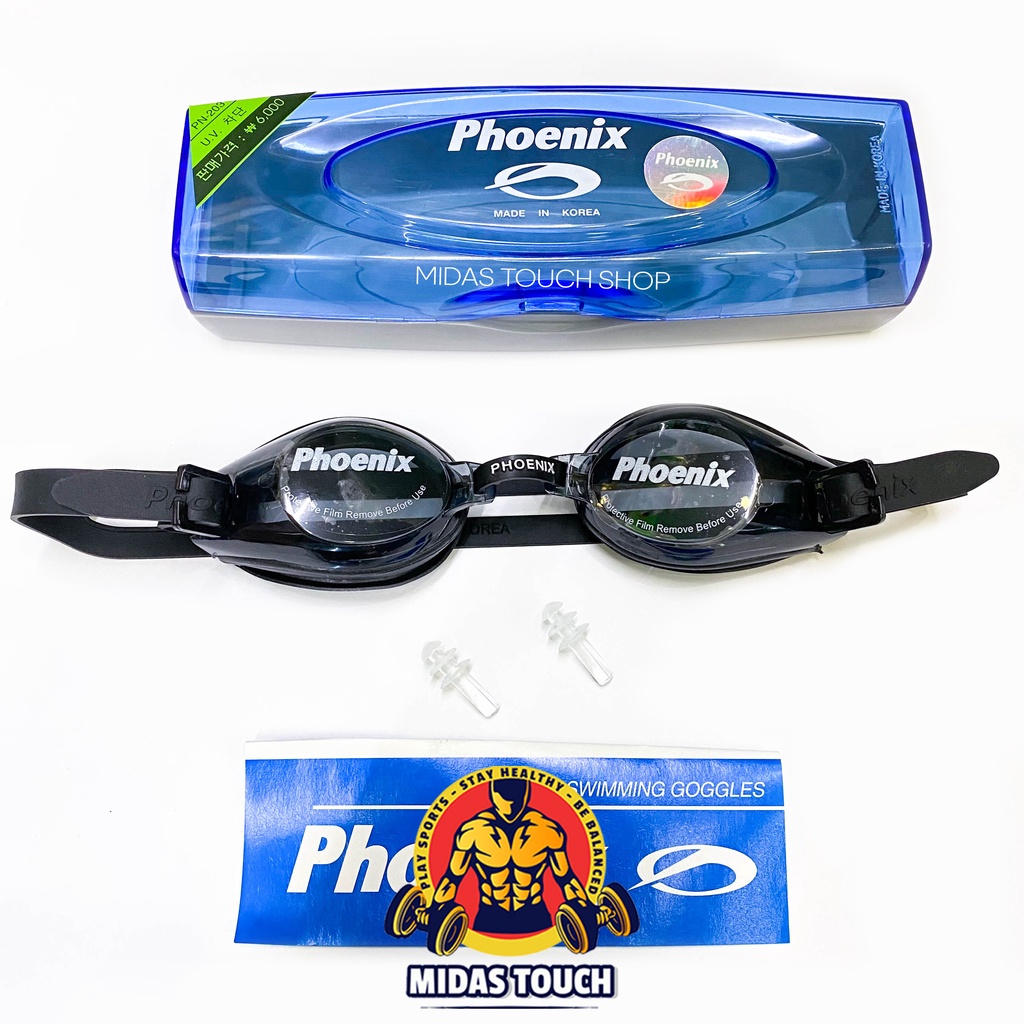 PN-203
U.V. 차단
판매가격 : ₩ 6,000
Phoenix
MADE IN KOREA
Phoenix
MADE IN KOREA
MIDAS TOUCH SHOP
Phoenix
Protective Film Remove Before Use
PHOENIX
Phoenix
Protective Film Remove Before Use
Pho
oenix
KOREA
SWIMMING GOGGLES
Pho
PLAY SPORTS - STAY HEALTHY - BE BALANCED
MIDAS TOUCH